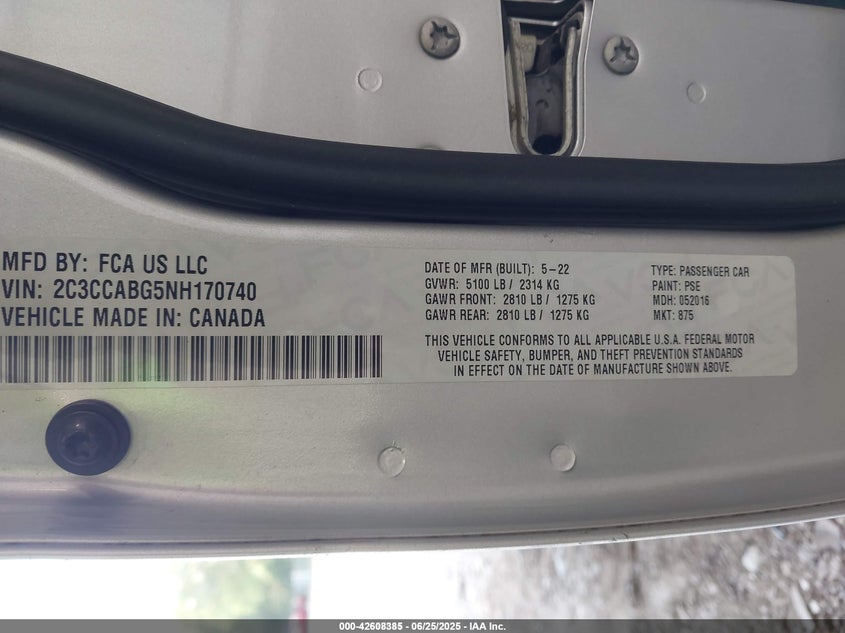 MFD BY: FCA US LLC
VIN: 2C3CCABG5NH170740
VEHICLE MADE IN: CANADA
DATE OF MFR (BUILT): 5-22
GVWR: 5100 LB / 2314 KG
GAWR FRONT: 2810 LB / 1275 KG
GAWR REAR: 2810 LB / 1275 KG
TYPE: PASSENGER CAR
PAINT: PSE
MDH: 052016
MKT: 875
THIS VEHICLE CONFORMS TO ALL APPLICABLE U.S.A. FEDERAL MOTOR
VEHICLE SAFETY, BUMPER, AND THEFT PREVENTION STANDARDS
IN EFFECT ON THE DATE OF MANUFACTURE SHOWN ABOVE.
000-42608385 - 06/25/2025 - IAA Inc.